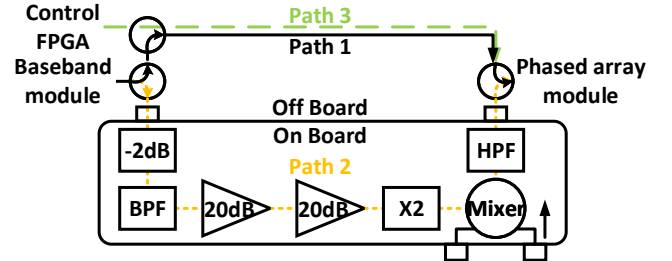 Control
FPGA
Path 3
Path 1
Baseband
module
Phased array
module
Off Board
On Board
-2dB
Path 2
HPF
BPF
20dB
20dB
X2
Mixer